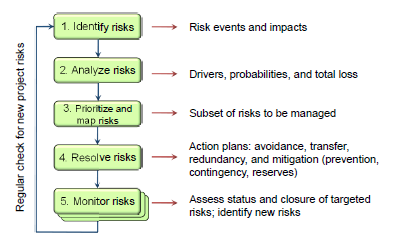 Regular check for new project risks
1. Identify risks
Risk events and impacts
2. Analyze risks
Drivers, probabilities, and total loss
3. Prioritize and
map risks
Subset of risks to be managed
4. Resolve risks
Action plans: avoidance, transfer,
redundancy, and mitigation (prevention,
contingency, reserves)
5. Monitor risks
Assess status and closure of targeted
risks; identify new risks